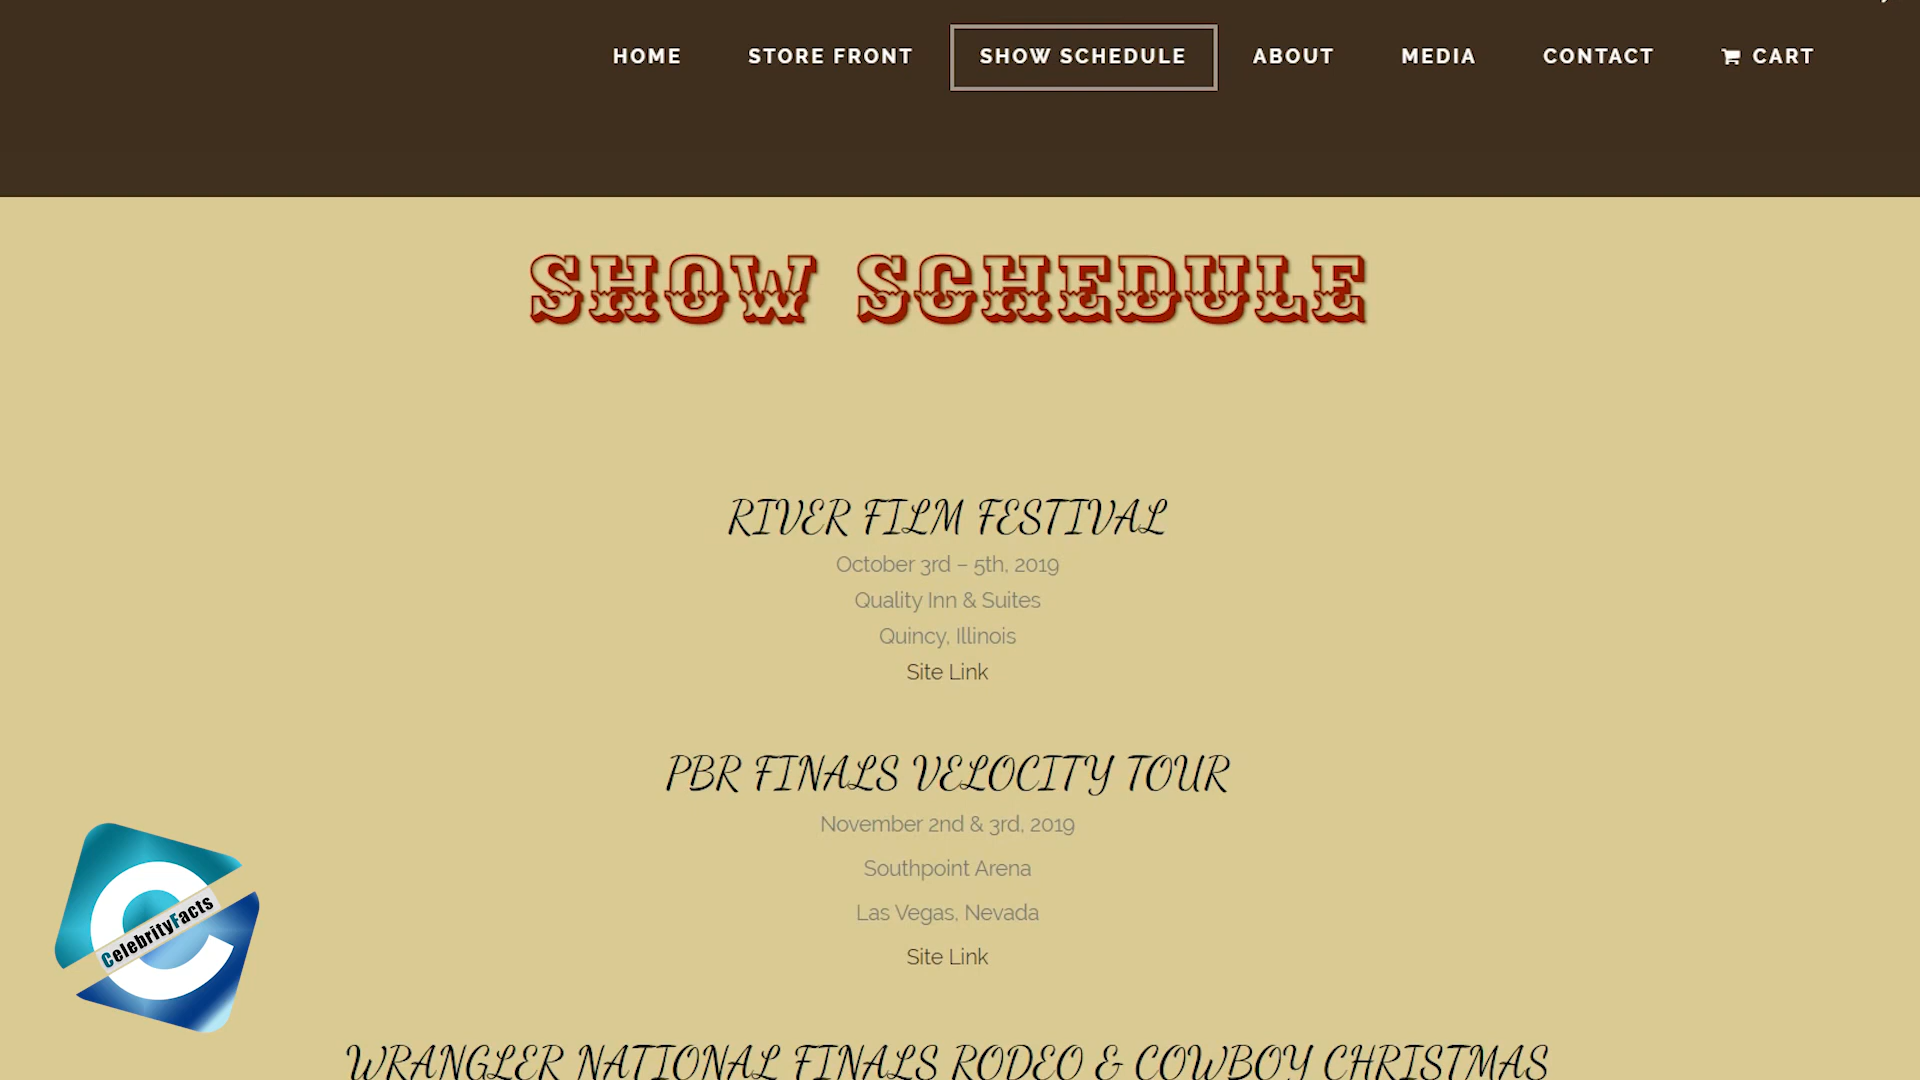 HOME STORE FRONT SHOW SCHEDULE ABOUT MEDIA CONTACT CART
SHOW SCHEDULE
RIVER FILM FESTIVAL
October 3rd – 5th, 2019
Quality Inn & Suites
Quincy, Illinois
Site Link
PBR FINALS VELOCITY TOUR
November 2nd & 3rd, 2019
Southpoint Arena
Las Vegas, Nevada
Site Link
CelebrityFacts
WRANGLER NATIONAL FINALS RODEO & COWBOY CHRISTMAS